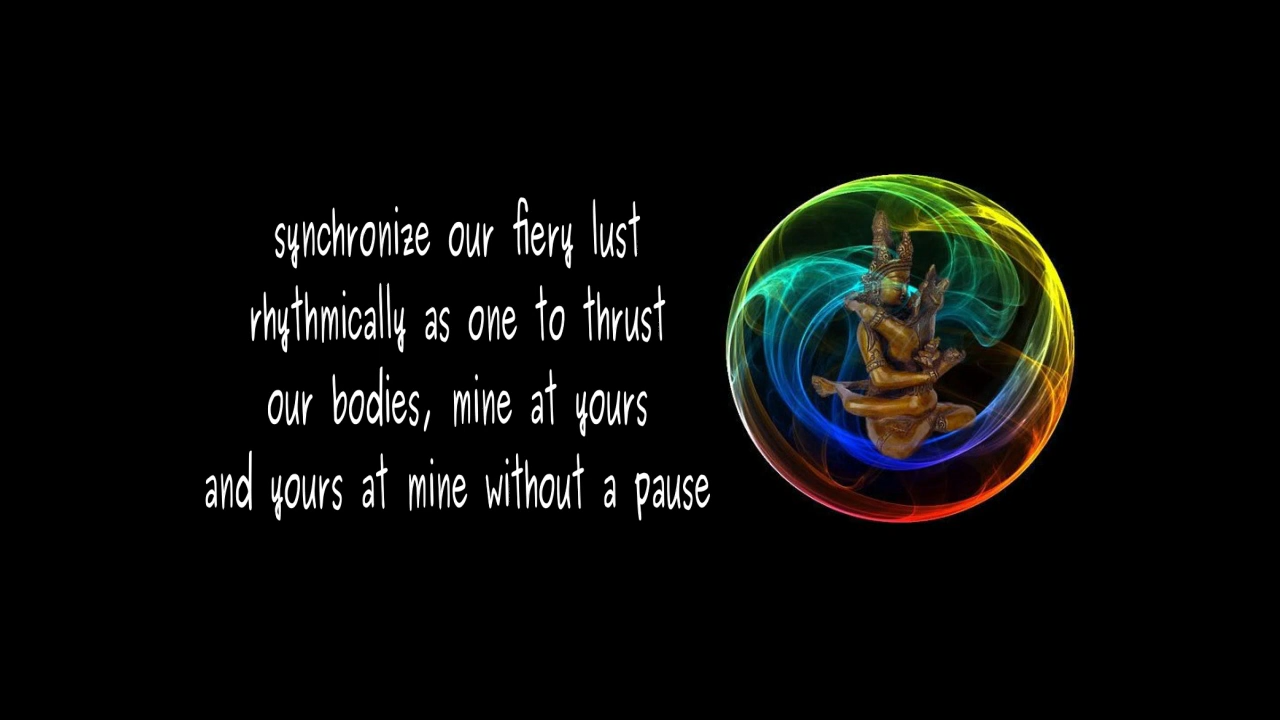 synchronize our fiery lust
rhythmically as one to thrust
our bodies, mine at yours
and yours at mine without a pause